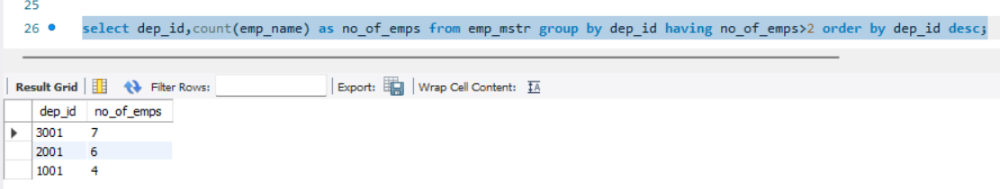 25
26 select dep_id,count(emp_name) as no_of_emps from emp_mstr group by dep_id having no_of_emps>2 order by dep_id desc;
Result Grid Filter Rows: Export: Wrap Cell Content: IA
dep_id no_of_emps
3001 7
2001 6
1001 4